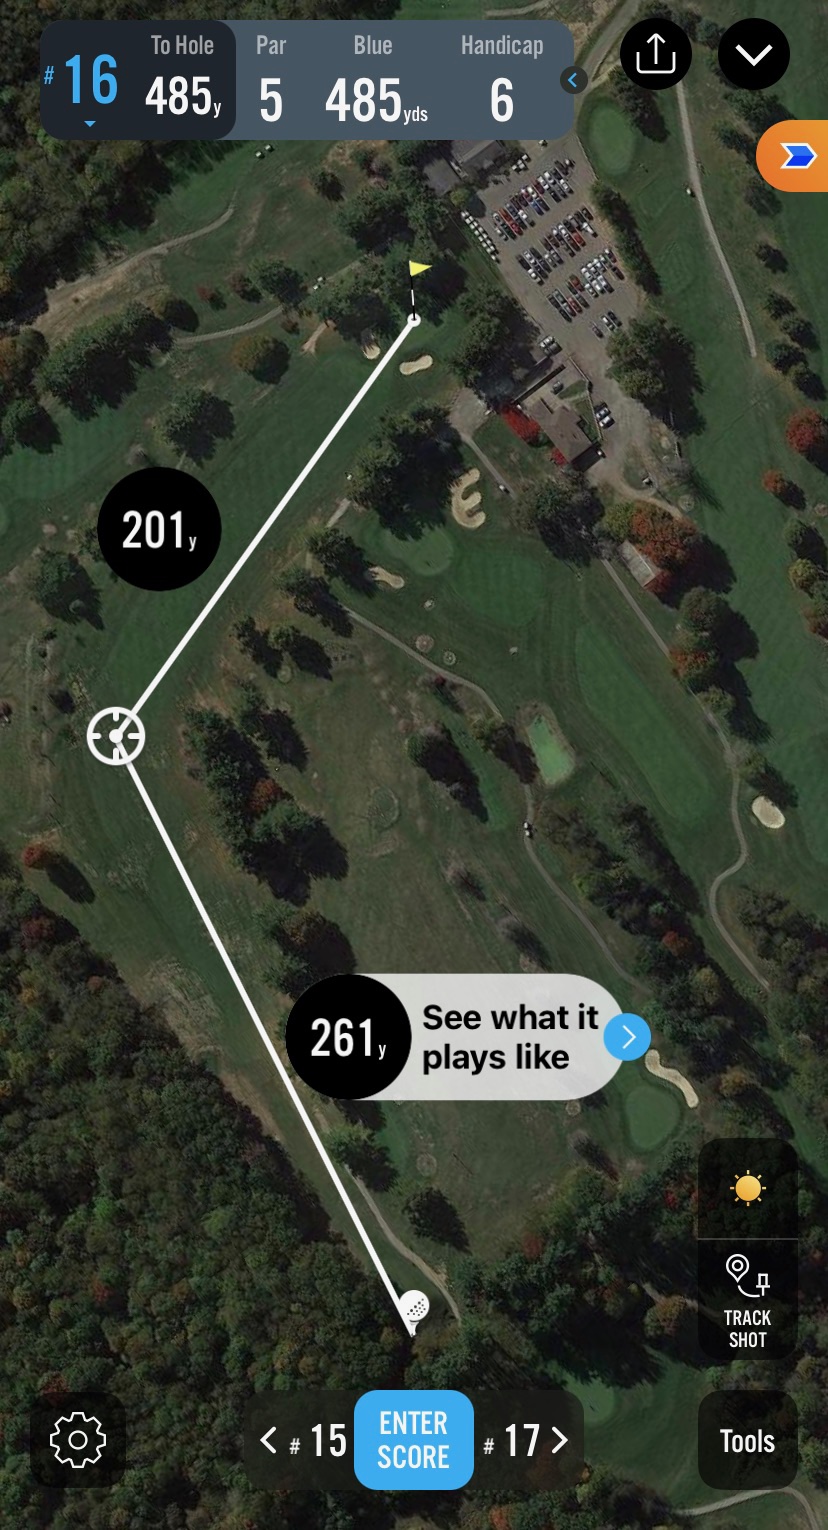 # 16
To Hole
485y
Par
5
Blue
485yds
Handicap
6
201y
261y
See what it
plays like
TRACK
SHOT
# 15
ENTER
SCORE
# 17
Tools